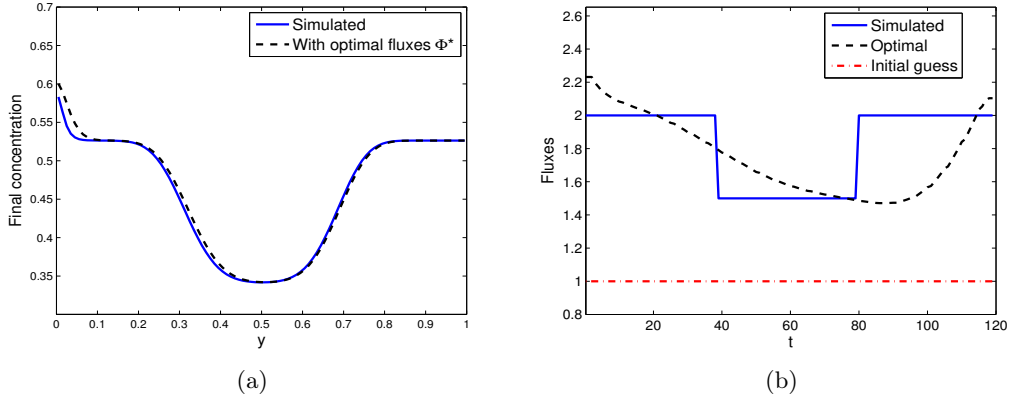 0.7
0.65
0.6
0.55
0.5
0.45
0.4
0.35
Final concentration
0 0.1 0.2 0.3 0.4 0.5 0.6 0.7 0.8 0.9 1
y
Simulated
With optimal fluxes Φ*
(a)
2.6
2.4
2.2
2
1.8
1.6
1.4
1.2
1
0.8
Fluxes
20 40 60 80 100 120
t
Simulated
Optimal
Initial guess
(b)